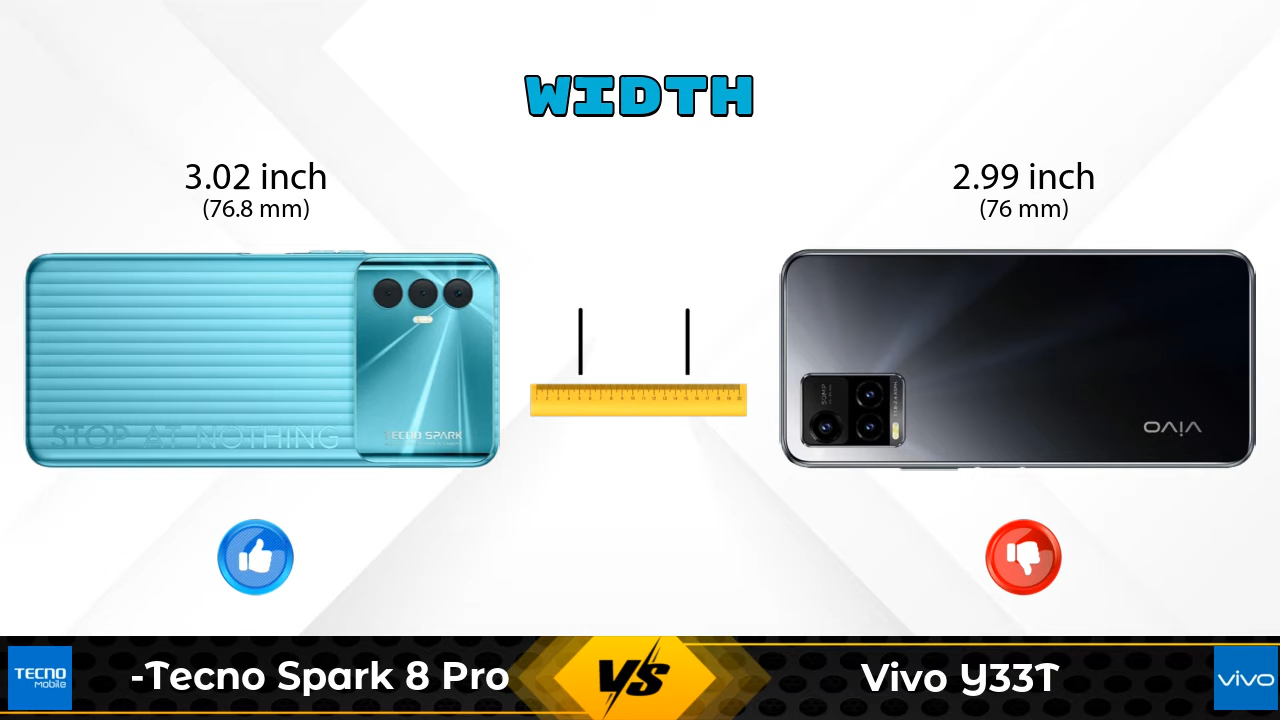 WIDTH
3.02 inch
(76.8 mm)
2.99 inch
(76 mm)
STOP AT NOTHING
TECNO SPARK
50MP
vivo
TECNO
Mobile
-Tecno Spark 8 Pro
VS
Vivo Y33T
vivo